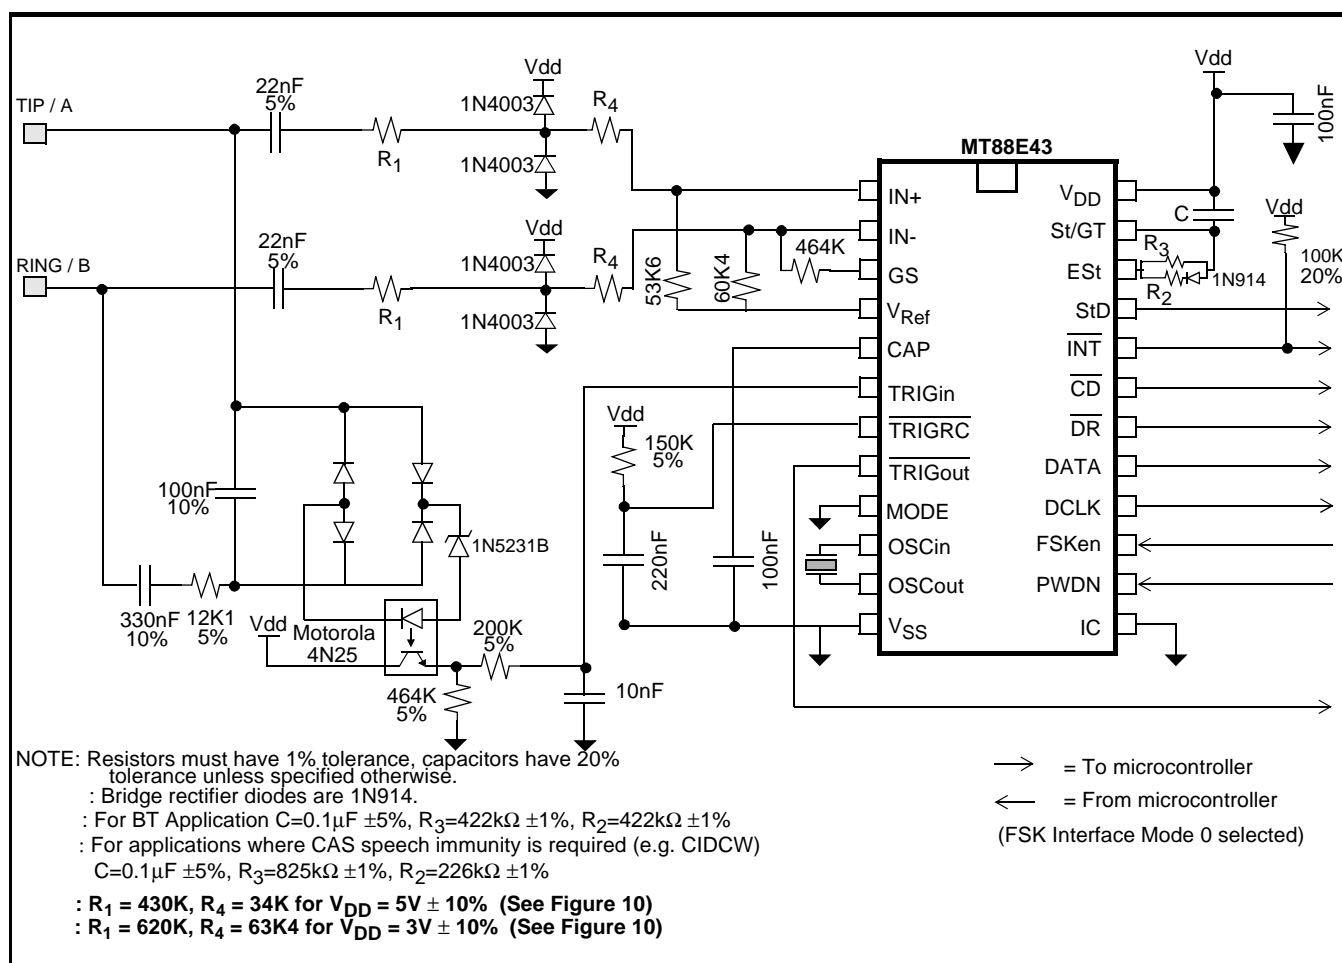 Vdd
Vdd
TIP / A
22nF
5%
1N4003
R4
100nF
R1
1N4003
MT88E43
IN+
VDD
C
Vdd
RING / B
22nF
5%
Vdd
1N4003
R4
IN-
464K
St/GT
R3
100K
20%
53K6
60K4
GS
ESt
R2
1N914
R1
1N4003
VRef
StD
CAP
INT
TRIGin
CD
Vdd
150K
5%
TRIGRC
DR
100nF
10%
TRIGout
DATA
MODE
DCLK
1N5231B
220nF
100nF
OSCin
FSKen
OSCout
PWDN
330nF
10%
12K1
5%
Vdd
Motorola
4N25
200K
5%
VSS
IC
464K
5%
10nF
NOTE: Resistors must have 1% tolerance, capacitors have 20%
tolerance unless specified otherwise.
: Bridge rectifier diodes are 1N914.
: For BT Application C=0.1μF ±5%, R3=422kΩ ±1%, R2=422kΩ ±1%
: For applications where CAS speech immunity is required (e.g. CIDCW)
C=0.1μF ±5%, R3=825kΩ ±1%, R2=226kΩ ±1%
: R1 = 430K, R4 = 34K for VDD = 5V ± 10% (See Figure 10)
: R1 = 620K, R4 = 63K4 for VDD = 3V ± 10% (See Figure 10)
= To microcontroller
= From microcontroller
(FSK Interface Mode 0 selected)